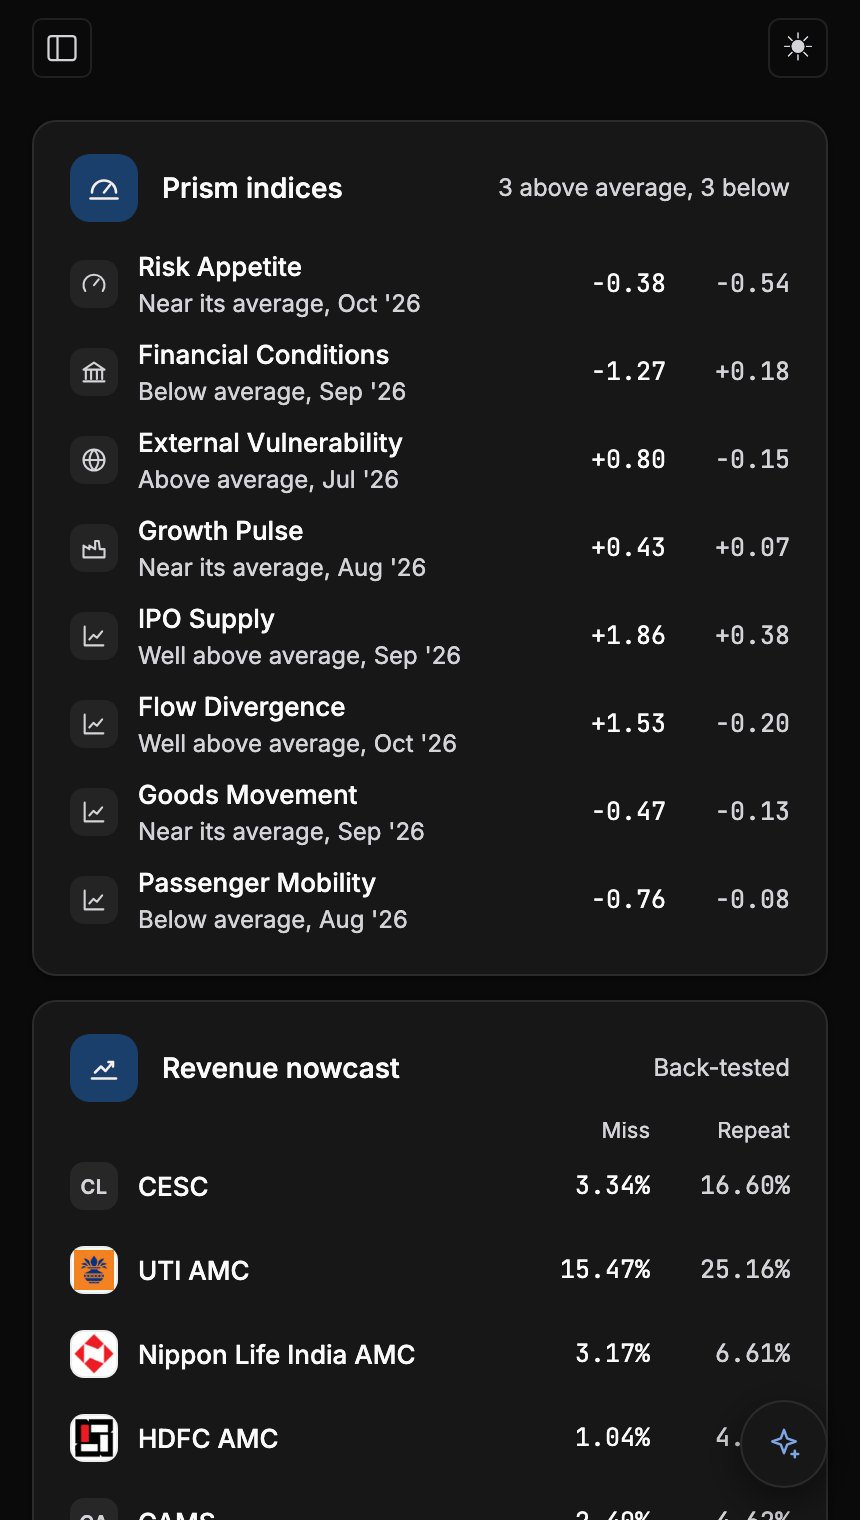 Prism indices 3 above average, 3 below
Risk Appetite -0.38 -0.54
Near its average, Oct '26
Financial Conditions -1.27 +0.18
Below average, Sep '26
External Vulnerability +0.80 -0.15
Above average, Jul '26
Growth Pulse +0.43 +0.07
Near its average, Aug '26
IPO Supply +1.86 +0.38
Well above average, Sep '26
Flow Divergence +1.53 -0.20
Well above average, Oct '26
Goods Movement -0.47 -0.13
Near its average, Sep '26
Passenger Mobility -0.76 -0.08
Below average, Aug '26
Revenue nowcast Back-tested
Miss Repeat
CL CESC 3.34% 16.60%
UTI AMC 15.47% 25.16%
Nippon Life India AMC 3.17% 6.61%
HDFC AMC 1.04% 4.